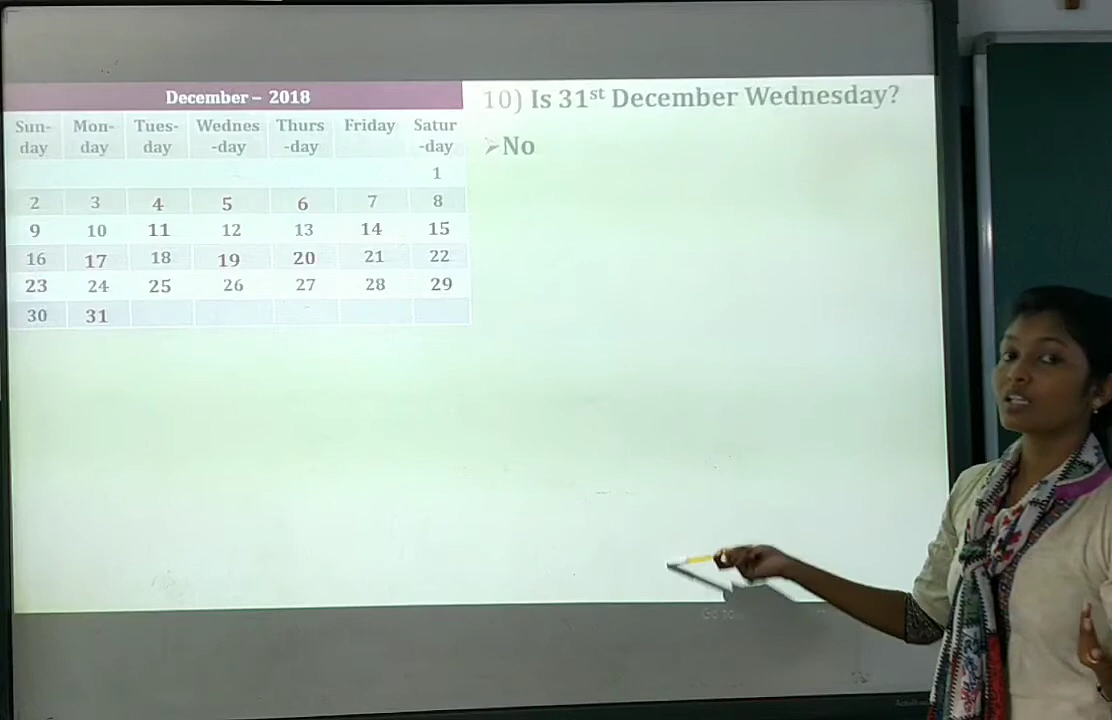 December – 2018
Sun-day Mon-day Tues-day Wednes-day Thurs-day Friday Satur-day
1
2 3 4 5 6 7 8
9 10 11 12 13 14 15
16 17 18 19 20 21 22
23 24 25 26 27 28 29
30 31
10) Is 31st December Wednesday?
➢No
Go to